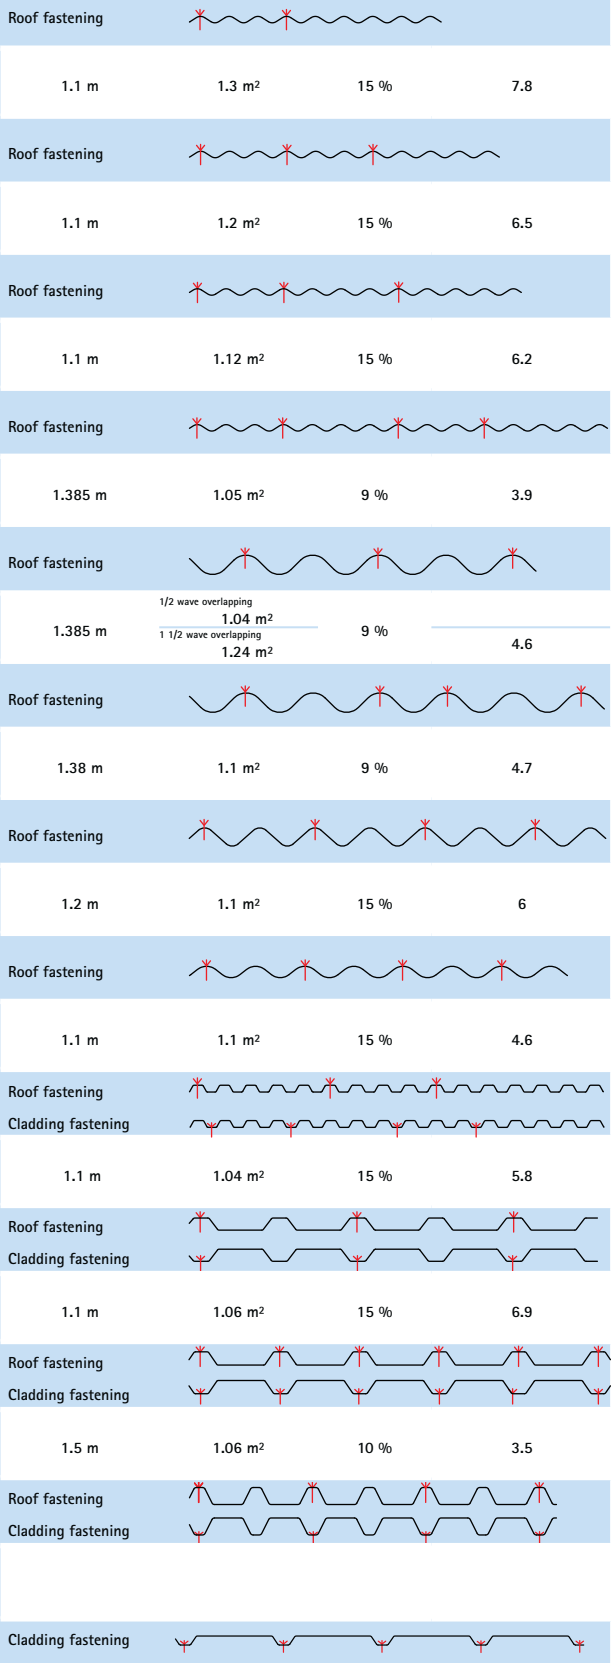 Roof fastening
1.1 m 1.3 m² 15 % 7.8
Roof fastening
1.1 m 1.2 m² 15 % 6.5
Roof fastening
1.1 m 1.12 m² 15 % 6.2
Roof fastening
1.385 m 1.05 m² 9 % 3.9
Roof fastening
1/2 wave overlapping
1.04 m²
1.385 m 9 %
1 1/2 wave overlapping
1.24 m² 4.6
Roof fastening
1.38 m 1.1 m² 9 % 4.7
Roof fastening
1.2 m 1.1 m² 15 % 6
Roof fastening
1.1 m 1.1 m² 15 % 4.6
Roof fastening
Cladding fastening
1.1 m 1.04 m² 15 % 5.8
Roof fastening
Cladding fastening
1.1 m 1.06 m² 15 % 6.9
Roof fastening
Cladding fastening
1.5 m 1.06 m² 10 % 3.5
Roof fastening
Cladding fastening
Cladding fastening